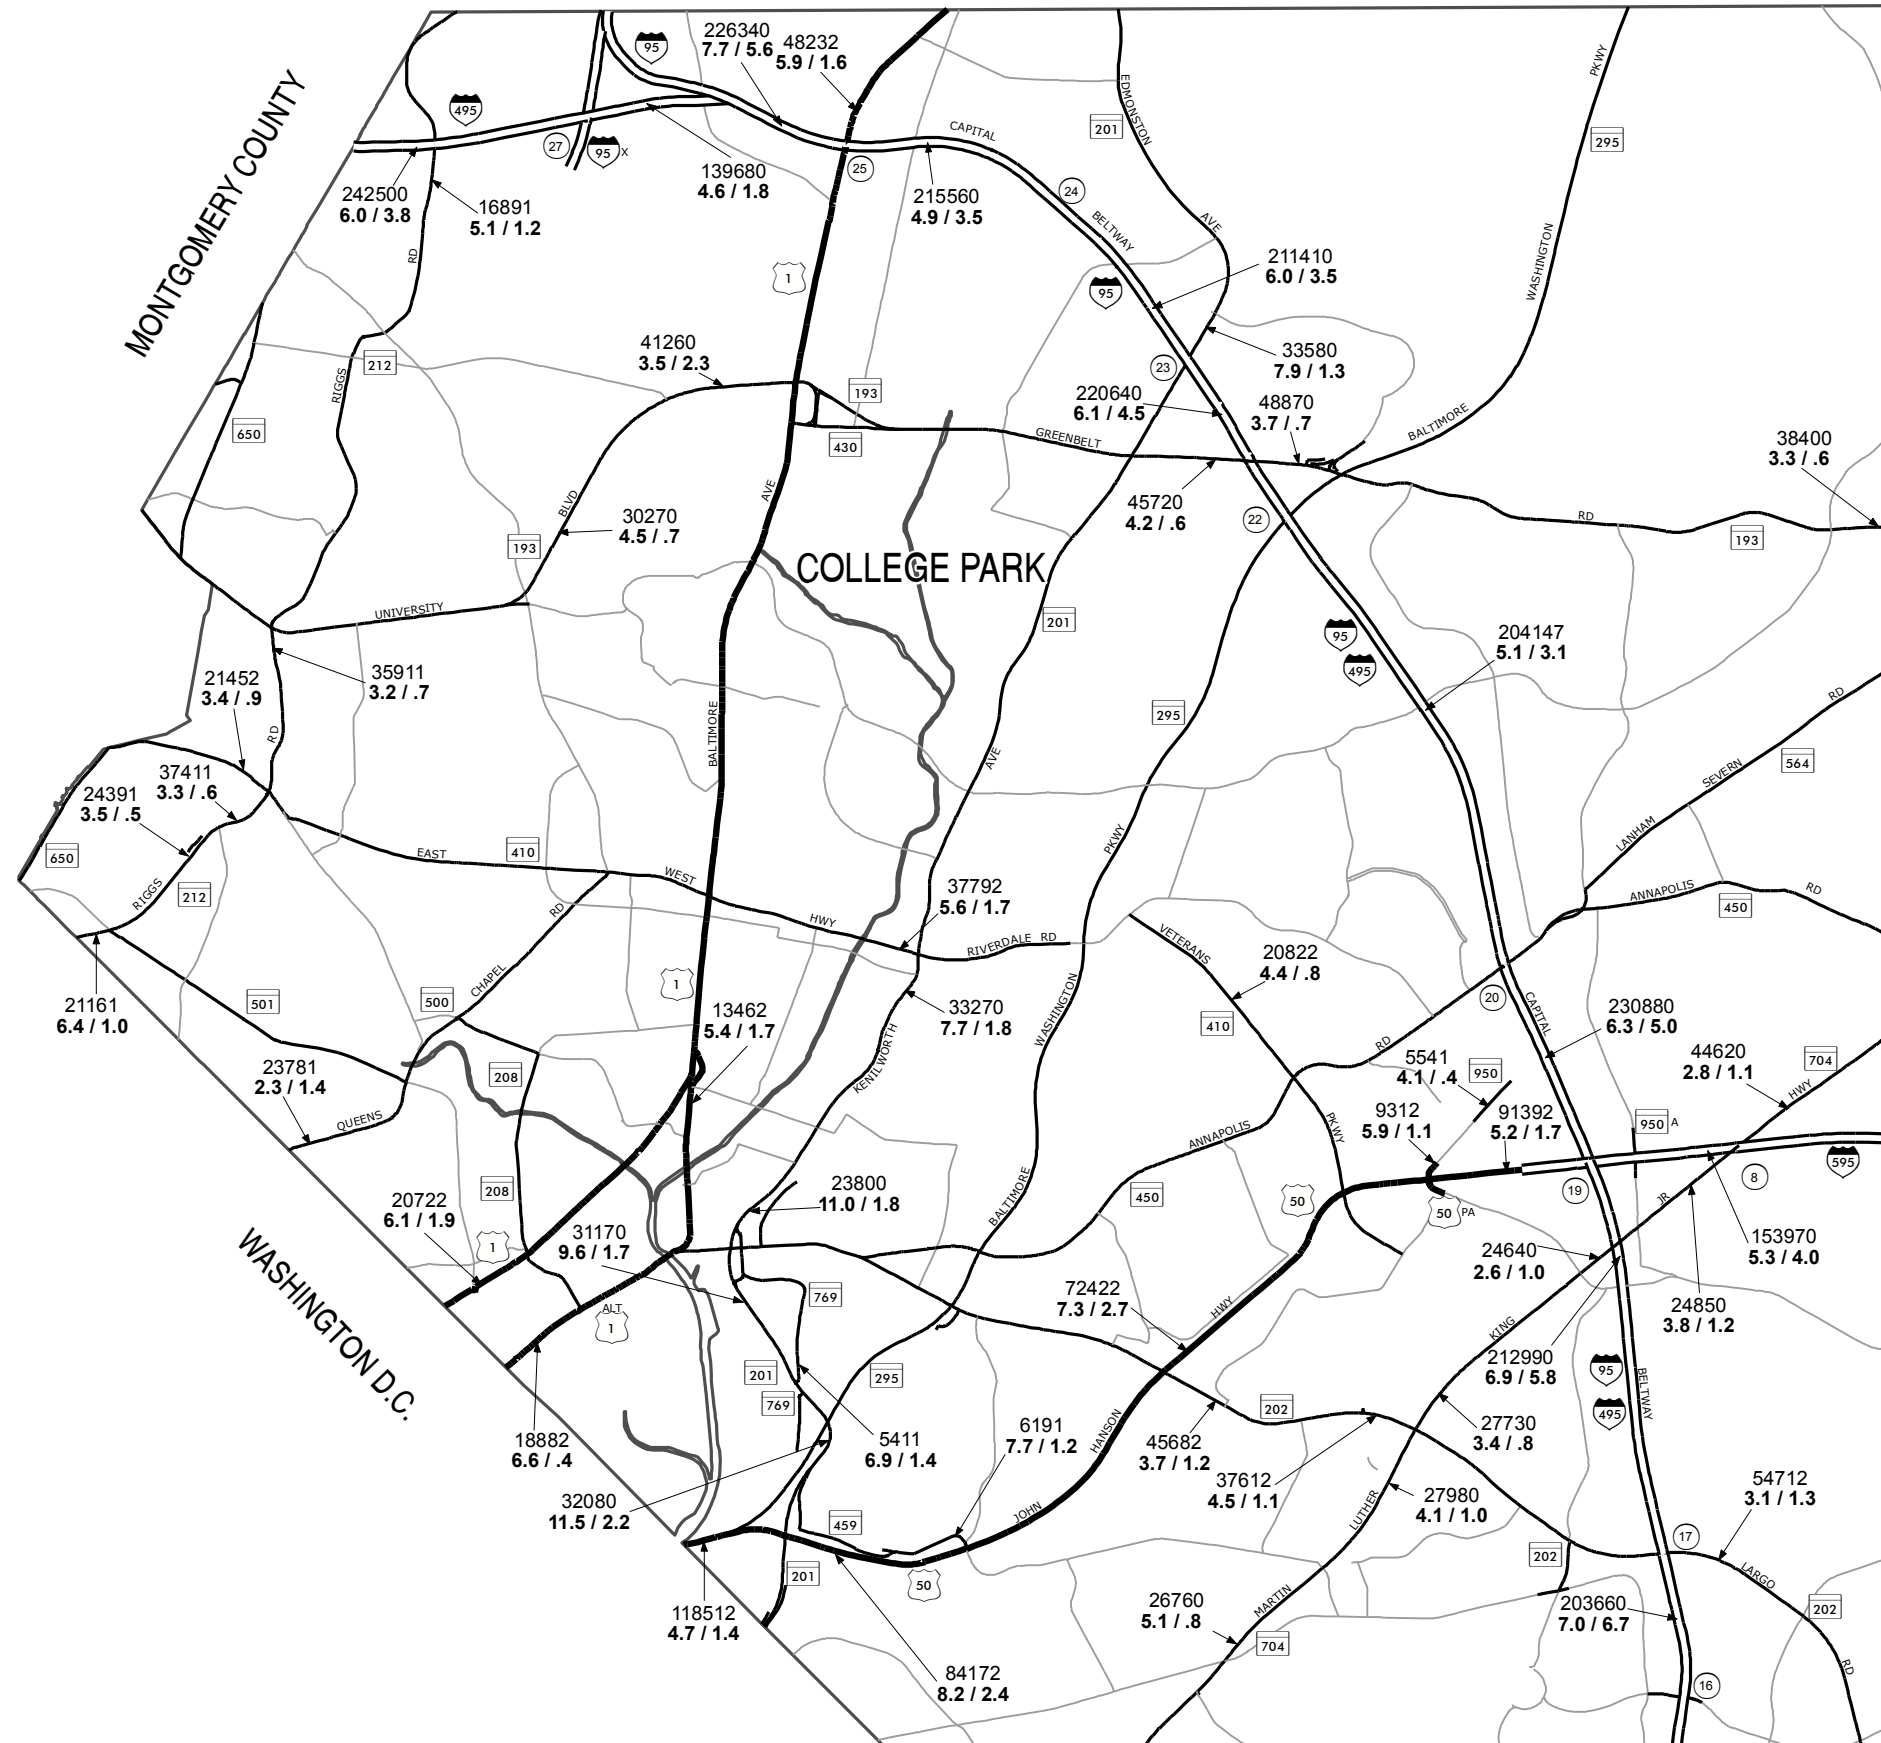 226340
7.7 / 5.6
48232
5.9 / 1.6
95
495
27
95 X
242500
6.0 / 3.8
16891
5.1 / 1.2
139680
4.6 / 1.8
25
CAPITAL
215560
4.9 / 3.5
24
BELTWAY
EDMONSTON
201
AVE
PKWY
295
WASHINGTON
MONTGOMERY COUNTY
RD
1
95
211410
6.0 / 3.5
41260
3.5 / 2.3
212
RIGGS
193
23
33580
7.9 / 1.3
220640
6.1 / 4.5
48870
3.7 / .7
BALTIMORE
38400
3.3 / .6
650
430
GREENBELT
AVE
BLVD
30270
4.5 / .7
193
45720
4.2 / .6
22
RD
193
COLLEGE PARK
UNIVERSITY
201
95
495
204147
5.1 / 3.1
21452
3.4 / .9
35911
3.2 / .7
RD
BALTIMORE
295
AVE
RD
564
SEVERN
37411
3.3 / .6
24391
3.5 / .5
650
RIGGS
212
EAST
410
WEST
HWY
37792
5.6 / 1.7
RIVERDALE RD
PKWY
LANHAM
ANNAPOLIS
RD
450
VETERANS
20822
4.4 / .8
21161
6.4 / 1.0
501
500
CHAPEL
RD
1
13462
5.4 / 1.7
33270
7.7 / 1.8
WASHINGTON
KENILWORTH
410
20
CAPITAL
230880
6.3 / 5.0
RD
5541
4.1 / .4
950
44620
2.8 / 1.1
704
HWY
23781
2.3 / 1.4
QUEENS
208
9312
5.9 / 1.1
91392
5.2 / 1.7
950 A
595
PKWY
ANNAPOLIS
450
BALTIMORE
23800
11.0 / 1.8
208
20722
6.1 / 1.9
1
31170
9.6 / 1.7
50
50 PA
19
8
JR
24640
2.6 / 1.0
153970
5.3 / 4.0
WASHINGTON D.C.
ALT
1
769
72422
7.3 / 2.7
HWY
24850
3.8 / 1.2
KING
212990
6.9 / 5.8
95
495
BELTWAY
201
769
295
18882
6.6 / .4
5411
6.9 / 1.4
6191
7.7 / 1.2
HANSON
45682
3.7 / 1.2
202
27730
3.4 / .8
37612
4.5 / 1.1
27980
4.1 / 1.0
54712
3.1 / 1.3
32080
11.5 / 2.2
459
JOHN
LUTHER
17
LARGO
202
50
201
118512
4.7 / 1.4
26760
5.1 / .8
MARTIN
704
203660
7.0 / 6.7
202
RD
84172
8.2 / 2.4
16